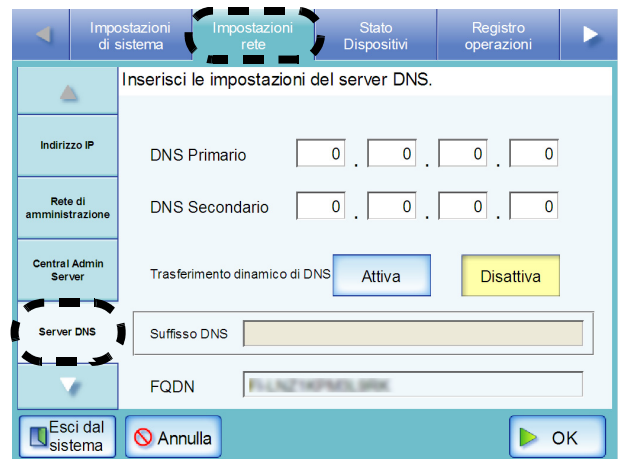 Impostazioni
di sistema
Impostazioni
rete
Stato
Dispositivi
Registro
operazioni
Inserisci le impostazioni del server DNS.
Indirizzo IP
Rete di
amministrazione
Central Admin
Server
Server DNS
DNS Primario 0 . 0 . 0 . 0
DNS Secondario 0 . 0 . 0 . 0
Trasferimento dinamico di DNS Attiva Disattiva
Suffisso DNS
FQDN
Esci dal
sistema
Annulla
OK